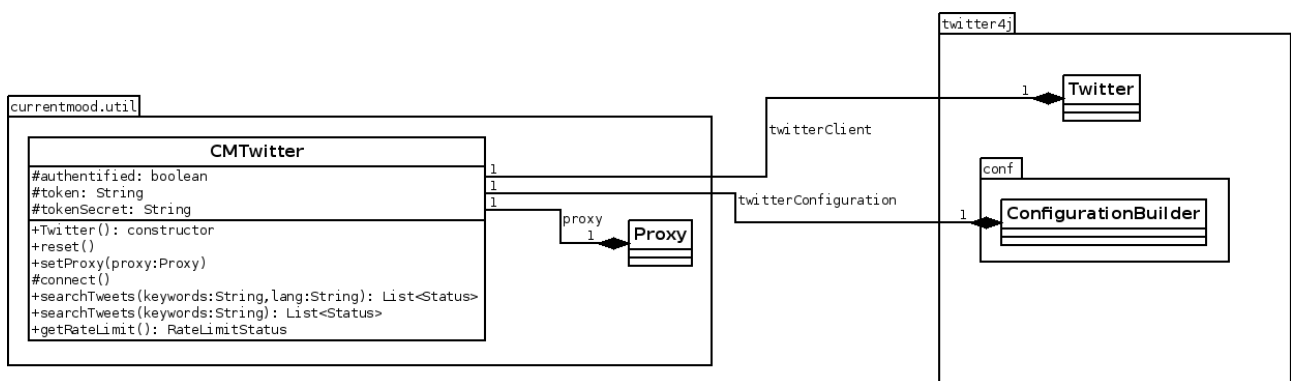 twitter4j
1
Twitter
currentmood.util
twitterClient
CMTwitter
conf
#authentified: boolean
1
#token: String
1
twitterConfiguration
#tokenSecret: String
1
1
ConfigurationBuilder
proxy
+Twitter(): constructor
1
Proxy
+reset()
+setProxy(proxy:Proxy)
#connect()
+searchTweets(keywords:String,lang:String): List<Status>
+searchTweets(keywords:String): List<Status>
+getRateLimit(): RateLimitStatus